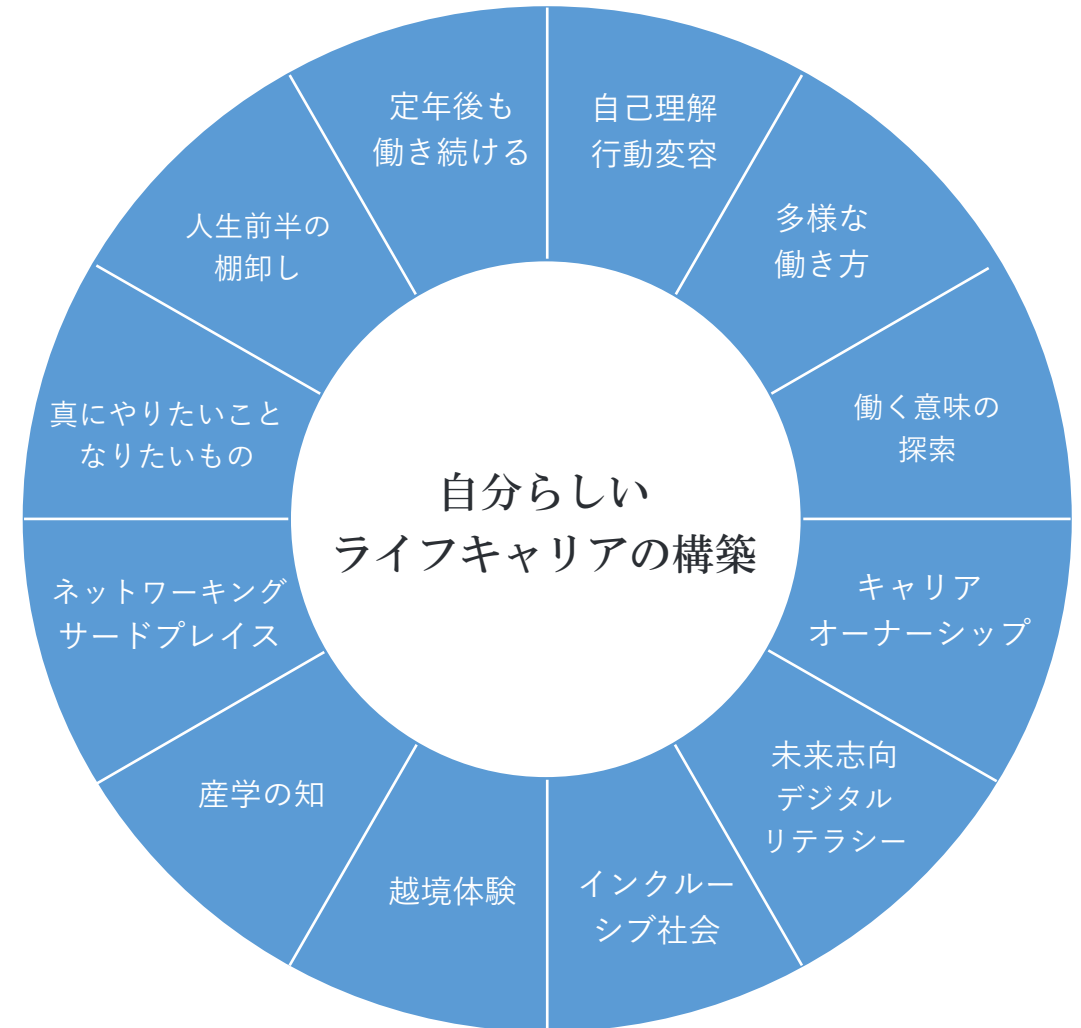 定年後も
働き続ける
自己理解
行動変容
多様な
働き方
働く意味の
探索
キャリア
オーナーシップ
未来志向
デジタル
リテラシー
インクルー
シブ社会
越境体験
産学の知
ネットワーキング
サードプレイス
真にやりたいこと
なりたいもの
人生前半の
棚卸し
自分らしい
ライフキャリアの構築